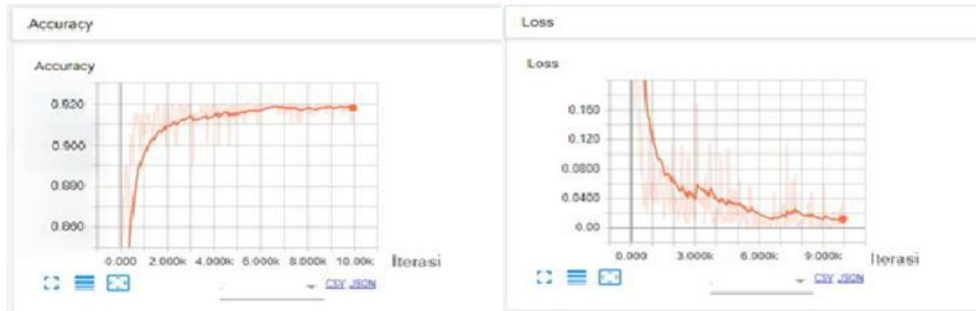 Accuracy
Accuracy
0.920
0.900
0.880
0.860
0.000 2.000k 4.000k 6.000k 8.000k 10.00k Iterasi
CSV JSON
Loss
Loss
0.160
0.120
0.0800
0.0400
0.00
0.000 3.000k 6.000k 9.000k Iterasi
CSV JSON